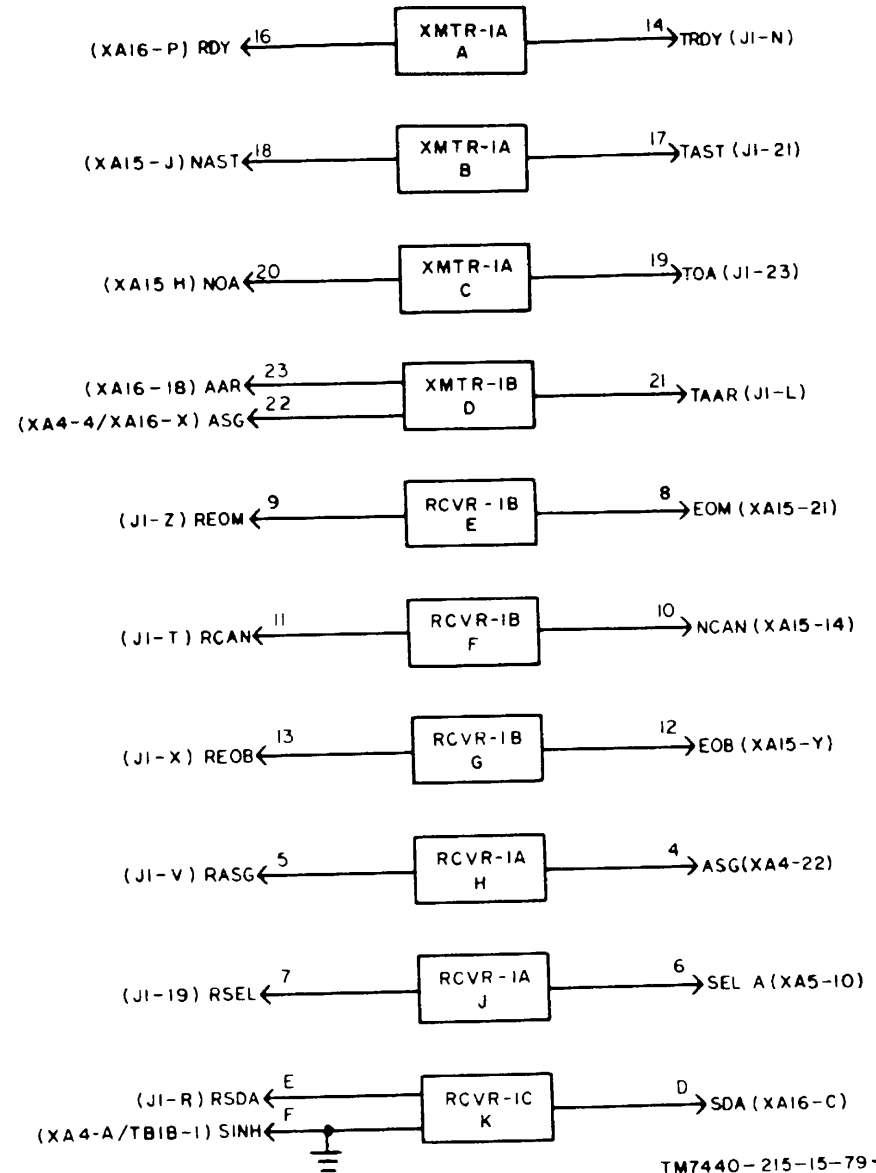 (XA16-P) RDY 16 XMTR-1A A 14 TRDY (J1-N)
(XA15-J) NAST 18 XMTR-1A B 17 TAST (J1-21)
(XA15 H) NOA 20 XMTR-1A C 19 TOA (J1-23)
(XA16-18) AAR 23 XMTR-1B D 21 TAAR (J1-L)
(XA4-4/XA16-X) ASG 22
(J1-Z) REOM 9 RCVR-1B E 8 EOM (XA15-21)
(J1-T) RCAN 11 RCVR-1B F 10 NCAN (XA15-14)
(J1-X) REOB 13 RCVR-1B G 12 EOB (XA15-Y)
(J1-V) RASG 5 RCVR-1A H 4 ASG(XA4-22)
(J1-19) RSEL 7 RCVR-1A J 6 SEL A (XA5-10)
(J1-R) RSDA E RCVR-1C K D SDA (XA16-C)
(XA4-A/TB1B-1) SINH F
TM7440-215-15-79-